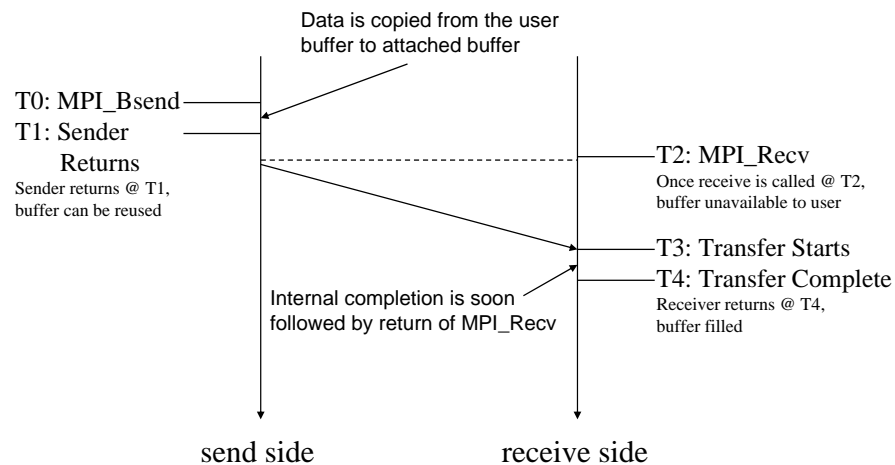 Data is copied from the user
buffer to attached buffer
T0: MPI_Bsend
T1: Sender
Returns
Sender returns @ T1,
buffer can be reused
T2: MPI_Recv
Once receive is called @ T2,
buffer unavailable to user
T3: Transfer Starts
T4: Transfer Complete
Receiver returns @ T4,
buffer filled
Internal completion is soon
followed by return of MPI_Recv
send side
receive side